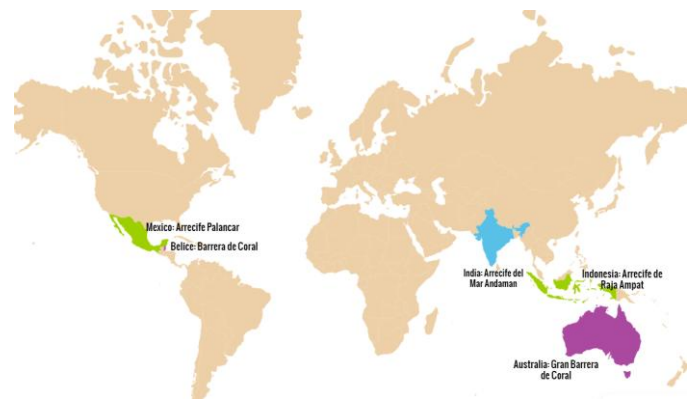 Mexico: Arrecife Palancar
Belice: Barrera de Coral
India: Arrecife del
Mar Andaman
Indonesia: Arrecife de
Raja Ampat
Australia: Gran Barrera
de Coral